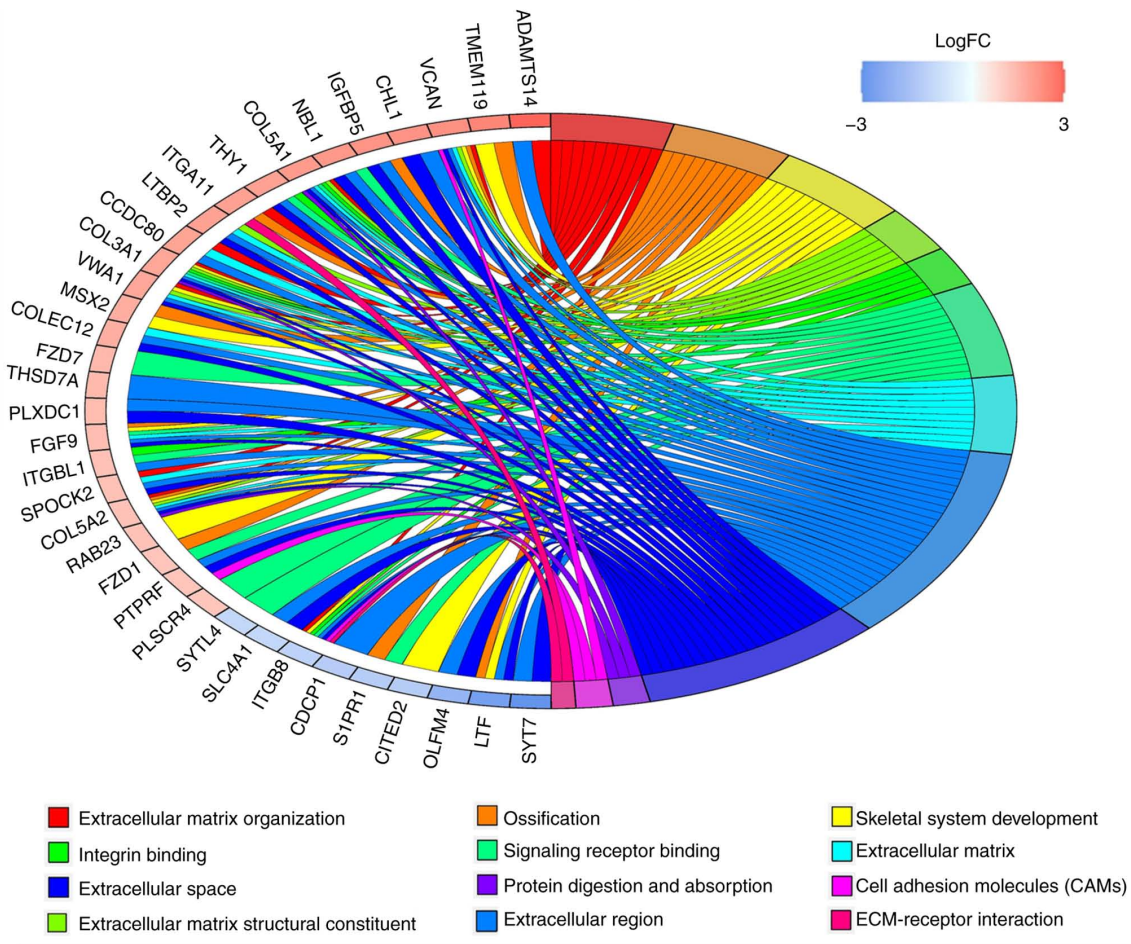 LogFC
−3
3
ADAMTS14
TMEM119
VCAN
CHL1
IGFBP5
NBL1
COL5A1
THY1
ITGA11
LTBP2
CCDC80
COL3A1
VWA1
MSX2
COLEC12
FZD7
THSD7A
PLXDC1
FGF9
ITGBL1
SPOCK2
COL5A2
RAB23
FZD1
PTPRF
PLSCR4
SYTL4
SLC4A1
ITGB8
CDCP1
S1PR1
CITED2
OLFM4
LTF
SYT7
Extracellular matrix organization
Ossification
Skeletal system development
Integrin binding
Signaling receptor binding
Extracellular matrix
Extracellular space
Protein digestion and absorption
Cell adhesion molecules (CAMs)
Extracellular matrix structural constituent
Extracellular region
ECM-receptor interaction